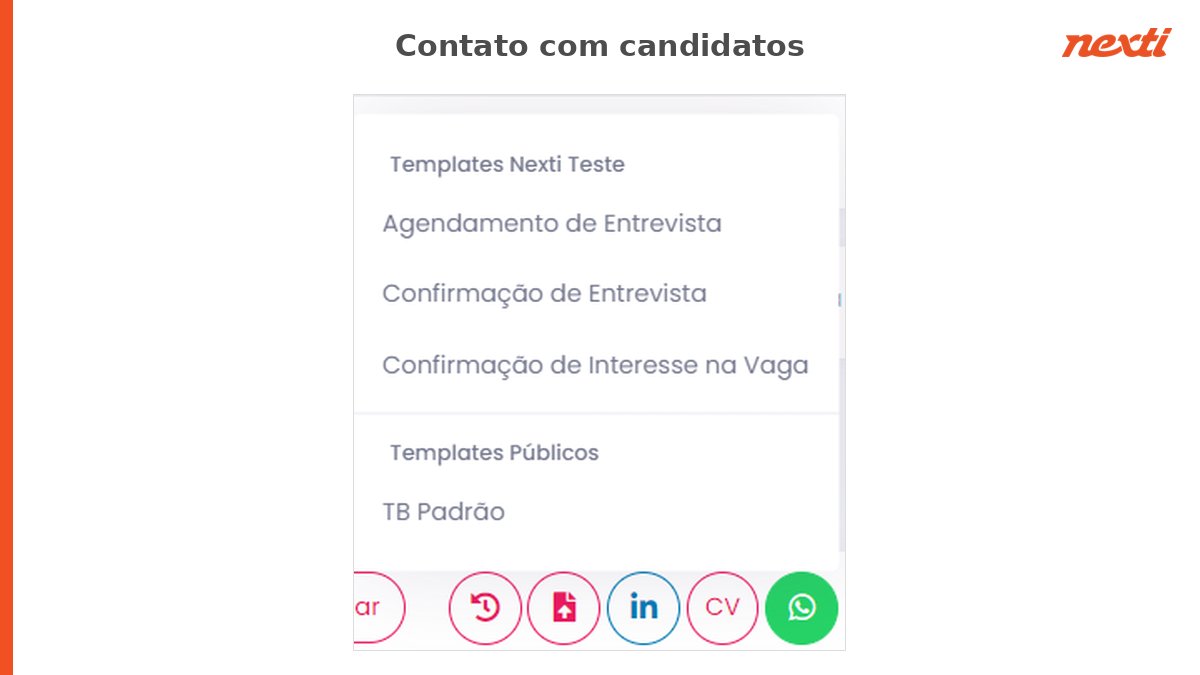 Contato com candidatos
nexti
Templates Nexti Teste
Agendamento de Entrevista
Confirmação de Entrevista
Confirmação de Interesse na Vaga
Templates Públicos
TB Padrão
ar
in
CV